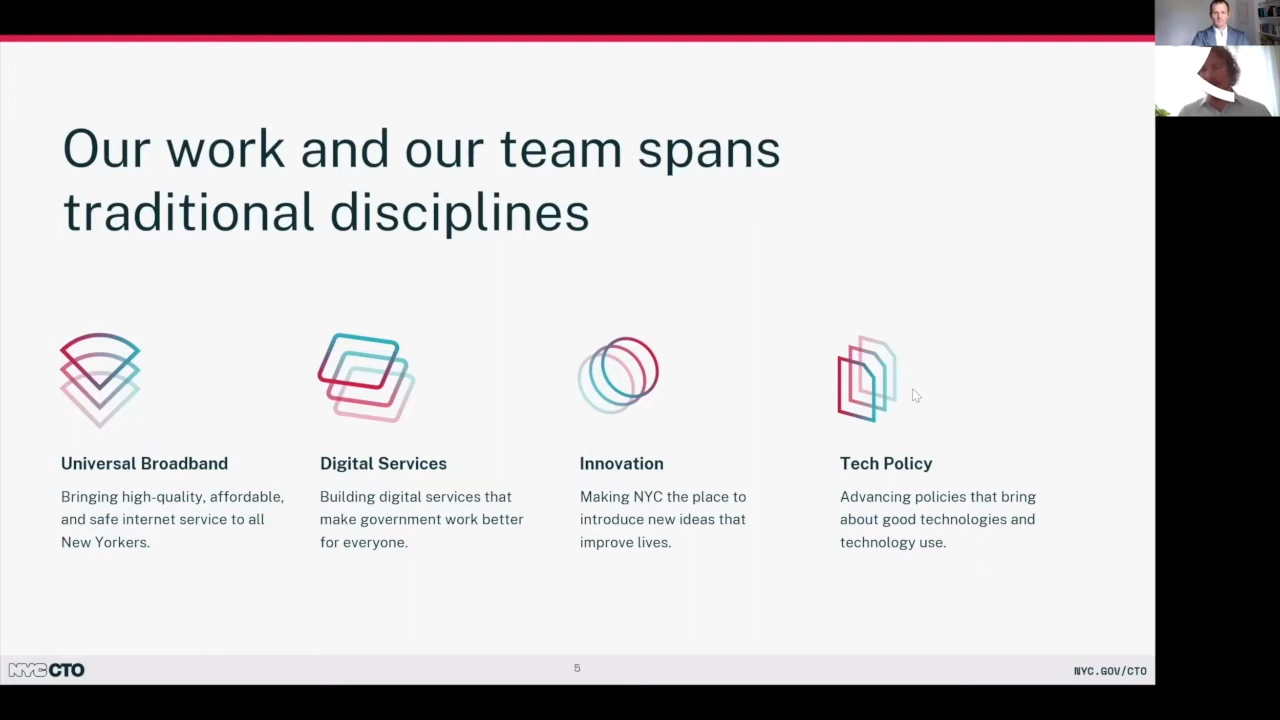 Our work and our team spans
traditional disciplines
Universal Broadband
Bringing high-quality, affordable,
and safe internet service to all
New Yorkers.
Digital Services
Building digital services that
make government work better
for everyone.
Innovation
Making NYC the place to
introduce new ideas that
improve lives.
Tech Policy
Advancing policies that bring
about good technologies and
technology use.
NYC CTO
5
NYC.GOV/CTO